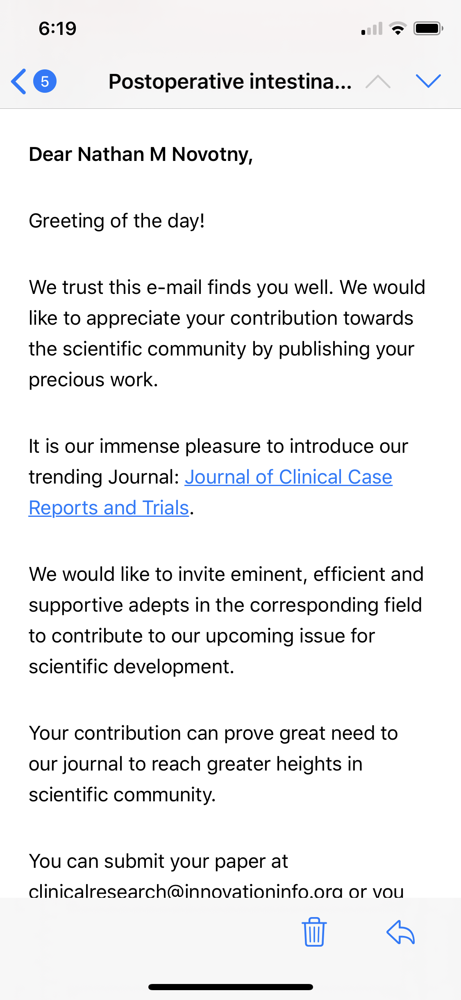 6:19
5
Postoperative intestina...
Dear Nathan M Novotny,
Greeting of the day!
We trust this e-mail finds you well. We would
like to appreciate your contribution towards
the scientific community by publishing your
precious work.
It is our immense pleasure to introduce our
trending Journal: Journal of Clinical Case
Reports and Trials.
We would like to invite eminent, efficient and
supportive adepts in the corresponding field
to contribute to our upcoming issue for
scientific development.
Your contribution can prove great need to
our journal to reach greater heights in
scientific community.
You can submit your paper at
clinicalresearch@innovationinfo.org or you